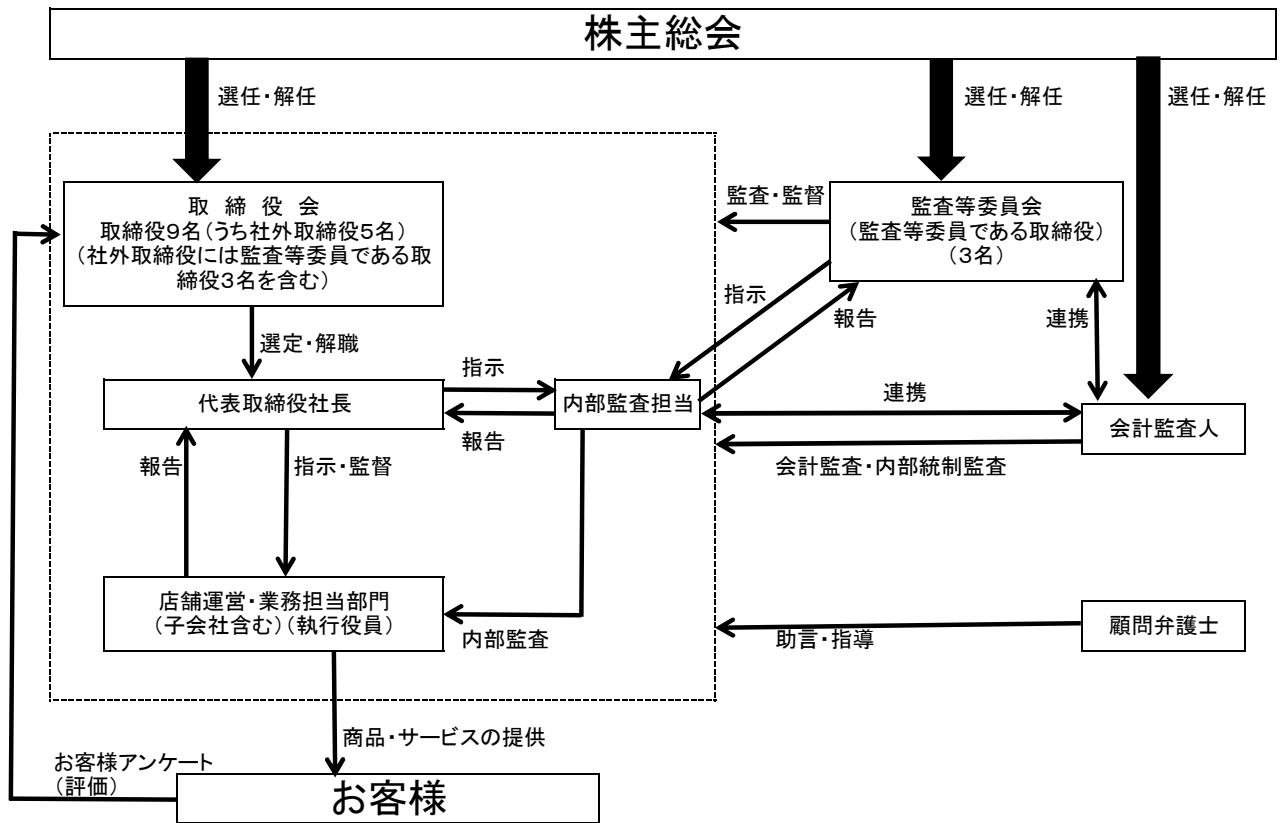 株主総会
選任・解任
選任・解任
選任・解任
取締役会
取締役9名(うち社外取締役5名)
(社外取締役には監査等委員である取
締役3名を含む)
監査・監督
監査等委員会
(監査等委員である取締役)
(3名)
指示
報告
連携
選定・解職
代表取締役社長
指示
報告
内部監査担当
連携
会計監査人
会計監査・内部統制監査
報告
指示・監督
店舗運営・業務担当部門
(子会社含む)(執行役員)
内部監査
助言・指導
顧問弁護士
商品・サービスの提供
お客様アンケート
(評価)
お客様